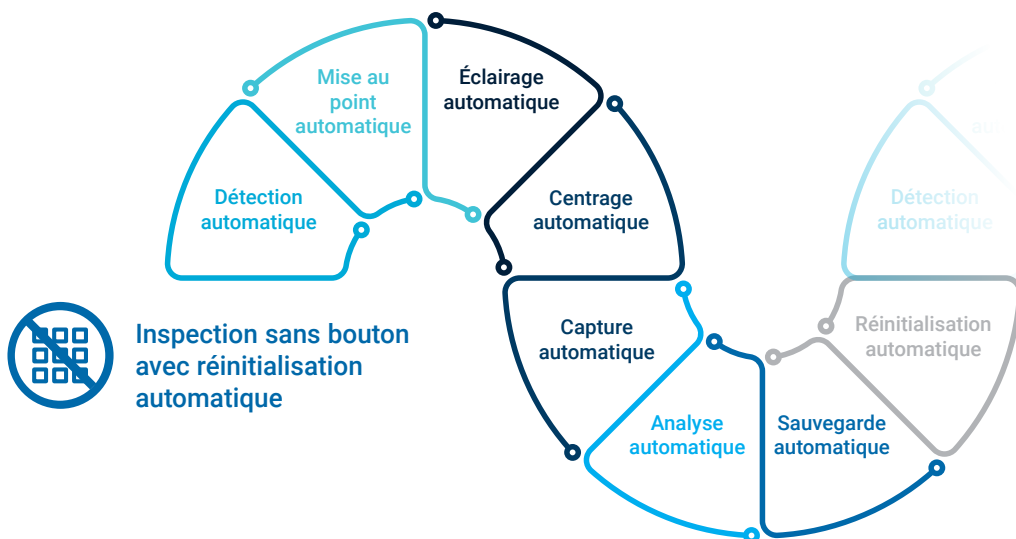 Détection
automatique
Mise au
point
automatique
Éclairage
automatique
Centrage
automatique
Capture
automatique
Analyse
automatique
Sauvegarde
automatique
Réinitialisation
automatique
Détection
automatique
Inspection sans bouton
avec réinitialisation
automatique